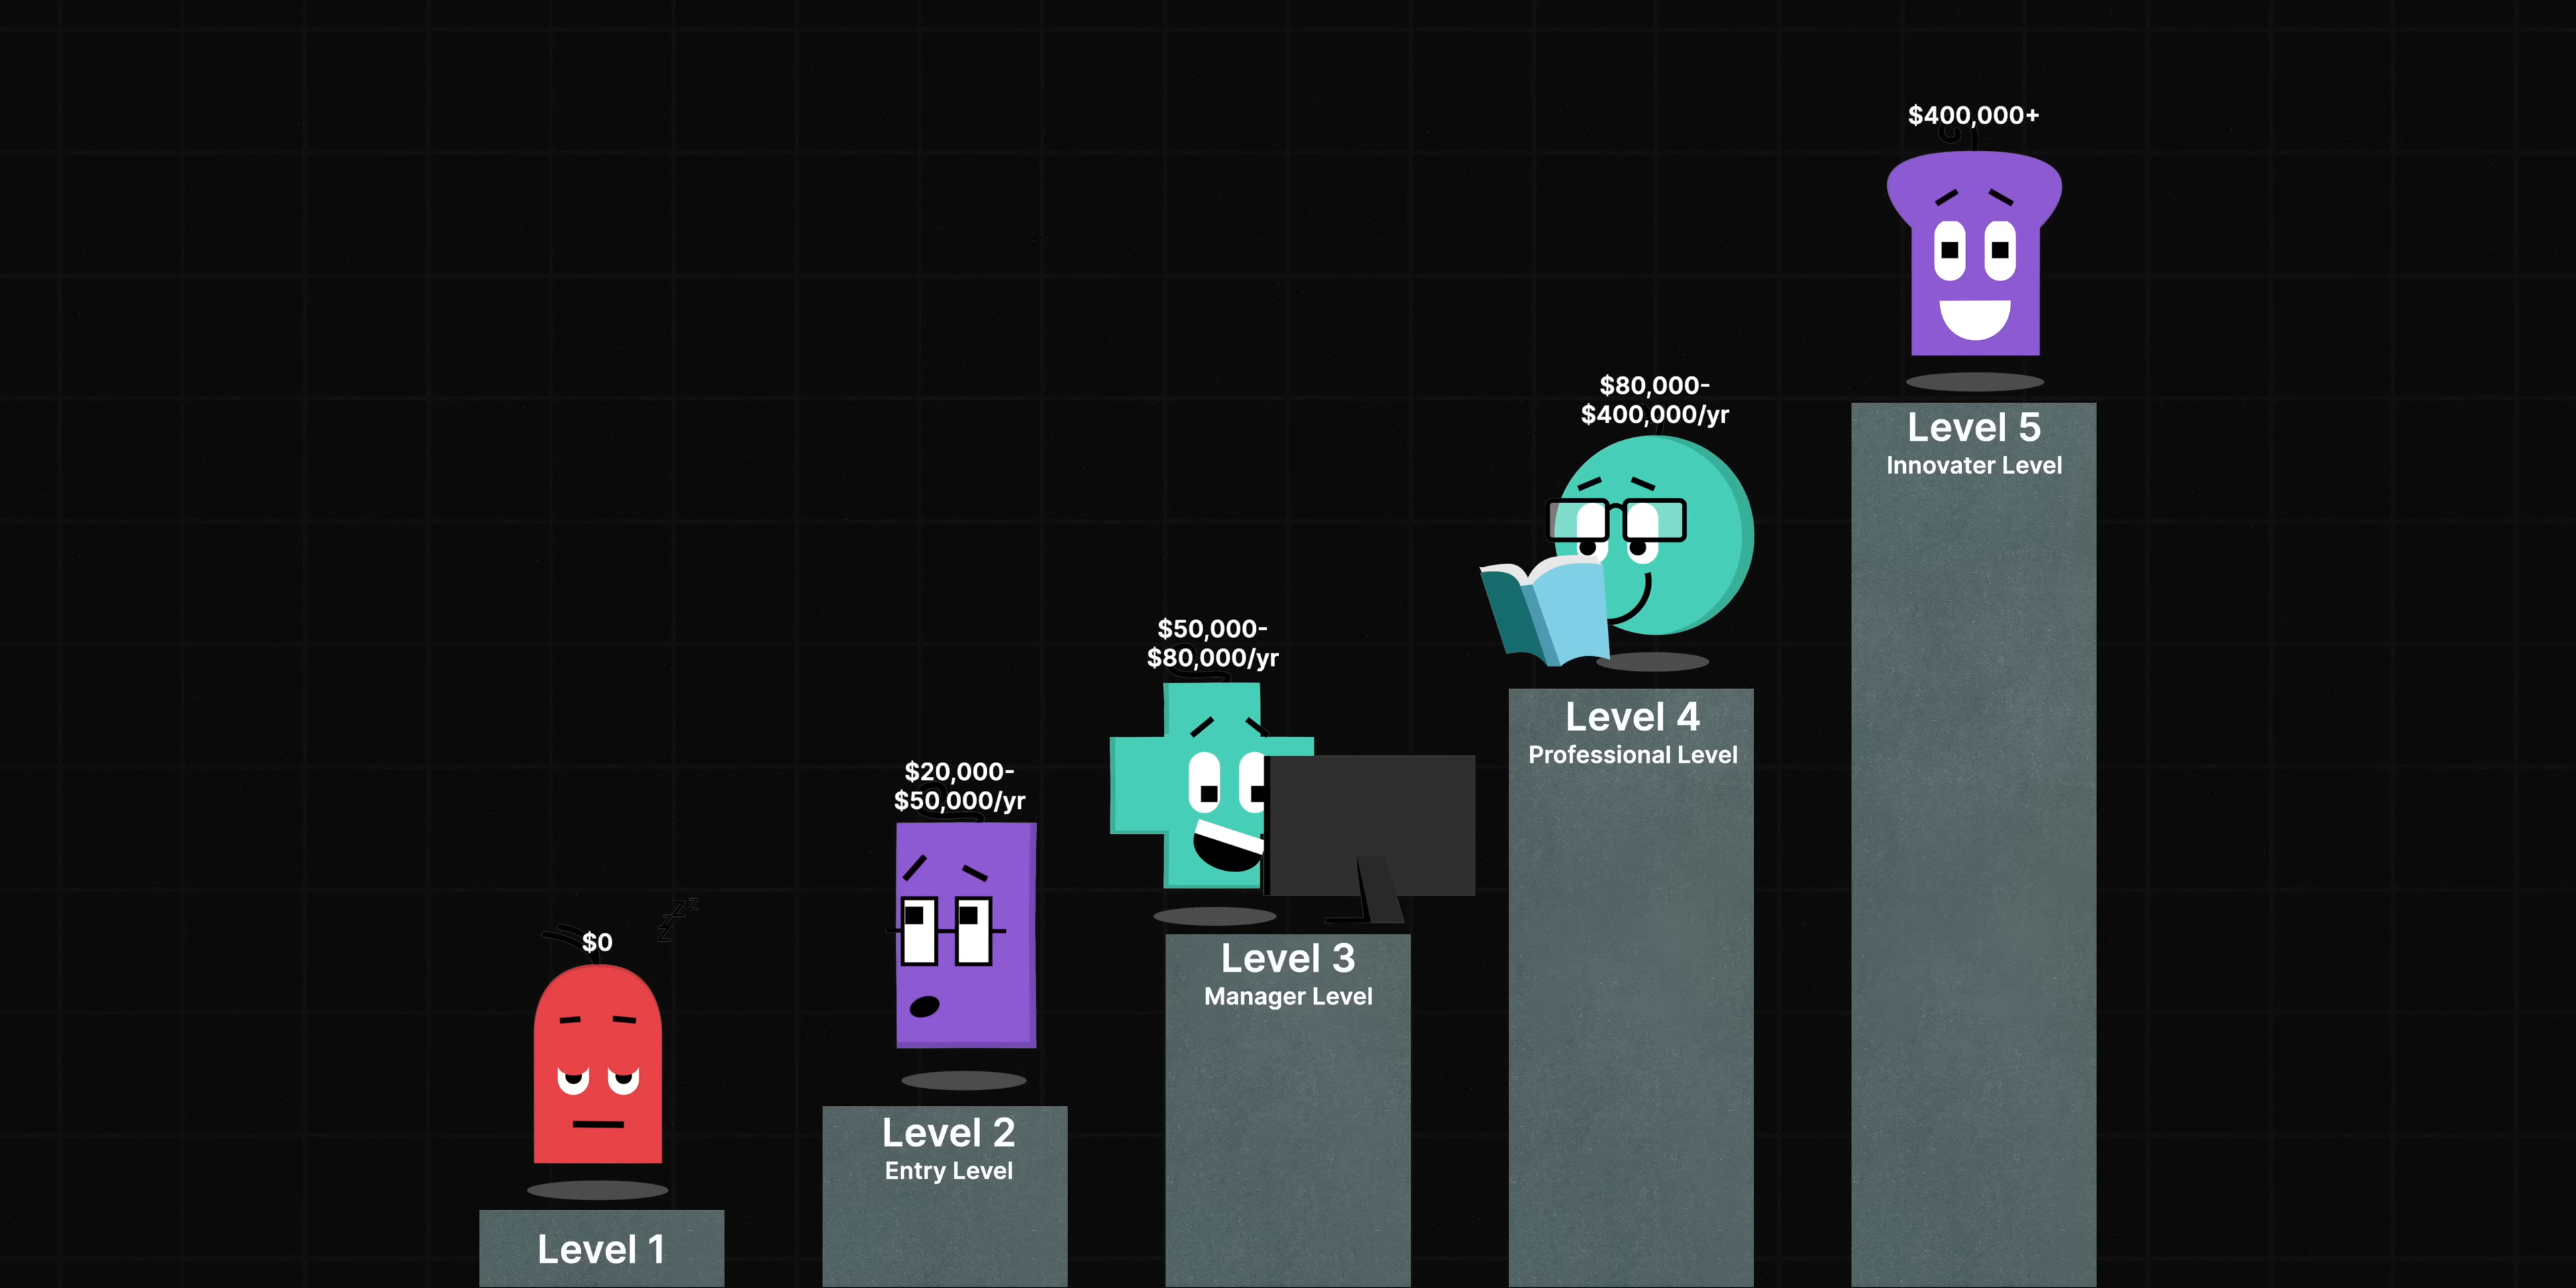 $0
z z z z
Level 1
$20,000-
$50,000/yr
Level 2
Entry Level
$50,000-
$80,000/yr
Level 3
Manager Level
$80,000-
$400,000/yr
Level 4
Professional Level
$400,000+
Level 5
Innovater Level